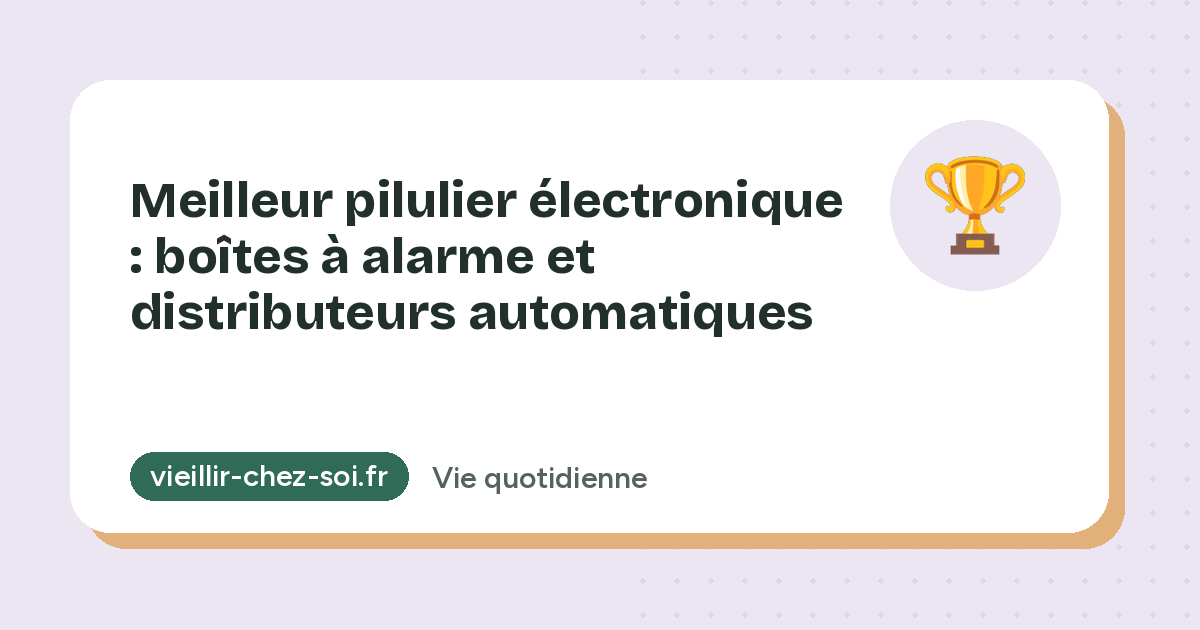 Meilleur pilulier électronique
: boîtes à alarme et
distributeurs automatiques
vieillir-chez-soi.fr
Vie quotidienne